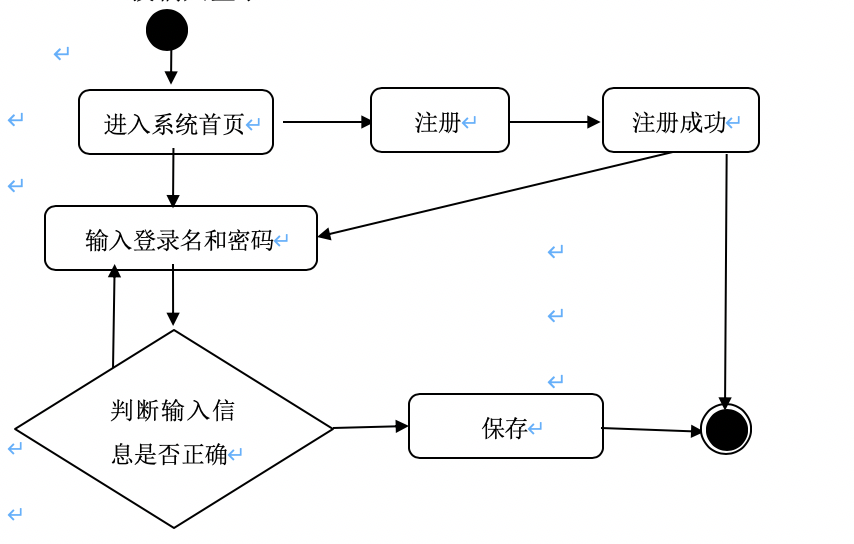 进入系统首页
注册
注册成功
输入登录名和密码
判断输入信
息是否正确
保存